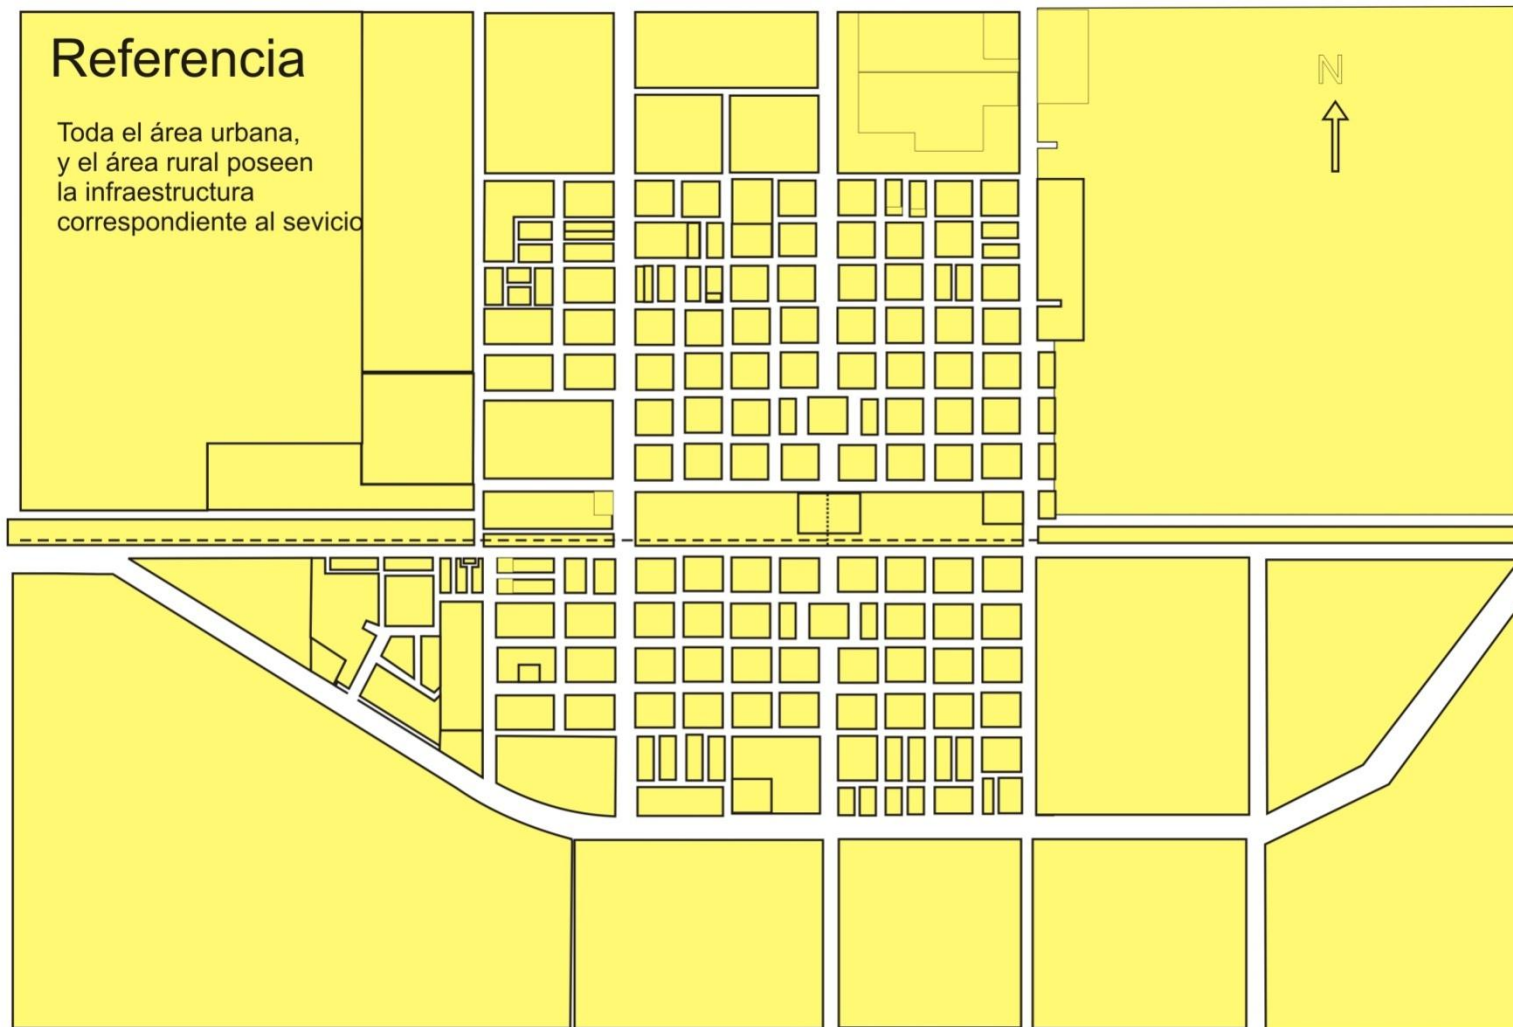 Referencia
Toda el área urbana,
y el área rural poseen
la infraestructura
correspondiente al sevicio
N